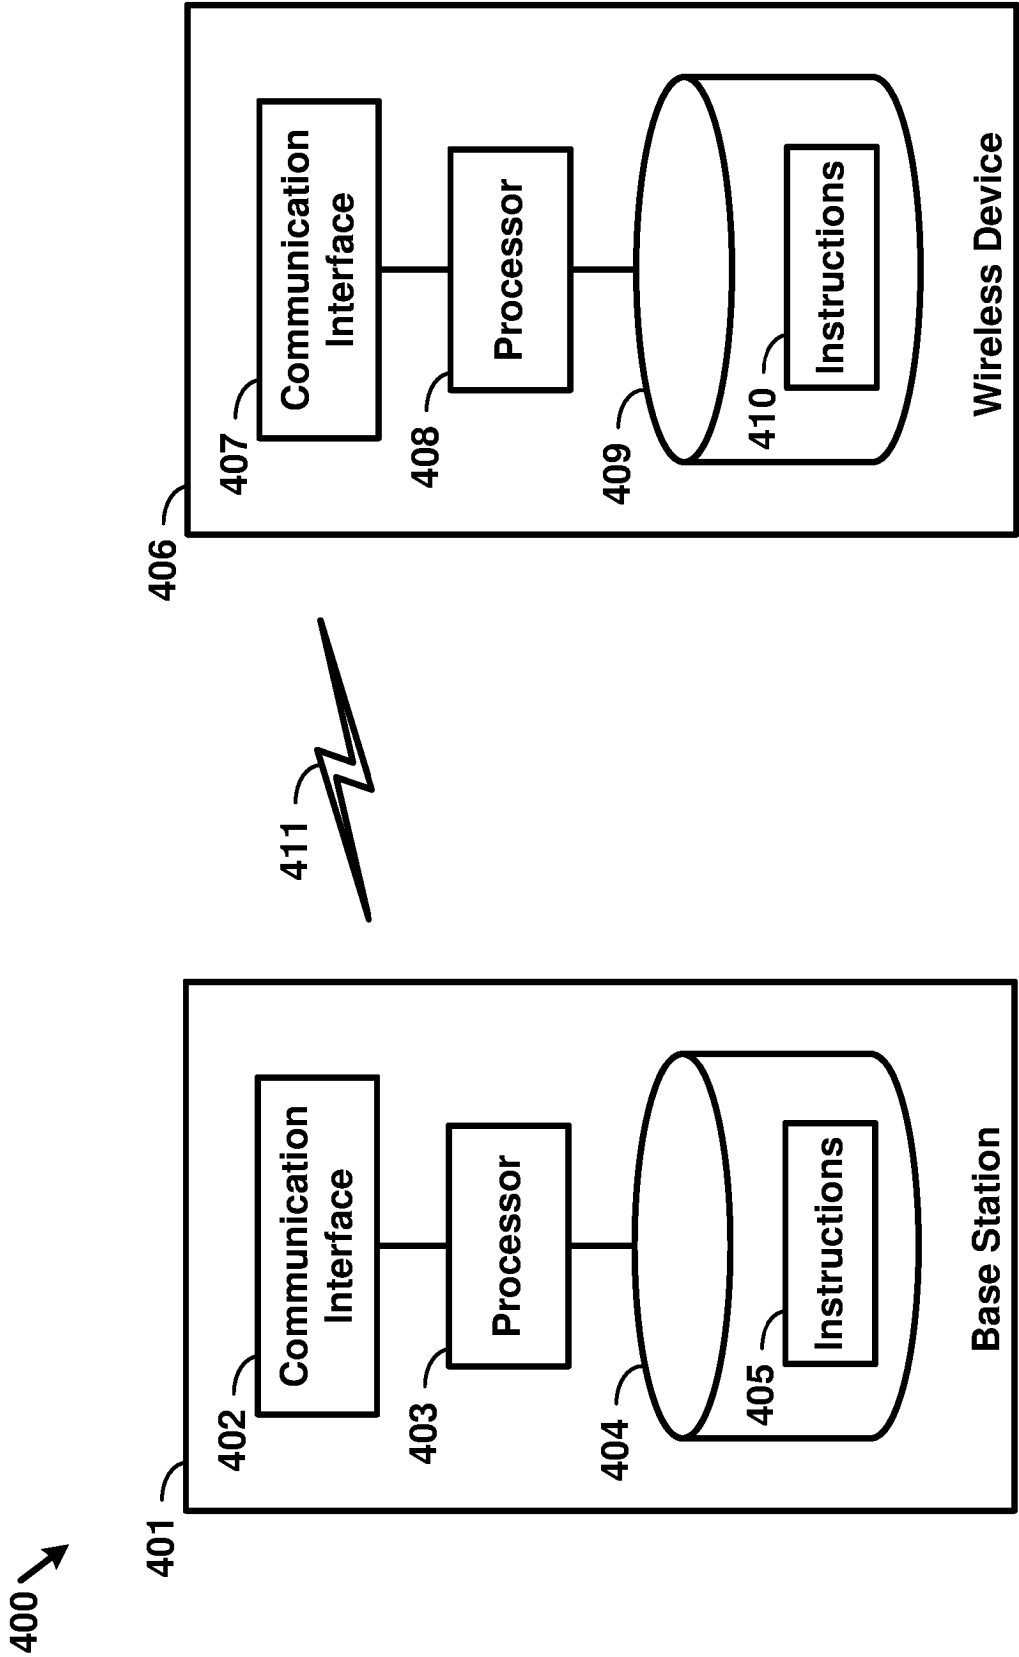 400
401
402
Communication
Interface
403
Processor
404
405
Instructions
Base Station
411
406
407
Communication
Interface
408
Processor
409
410
Instructions
Wireless Device